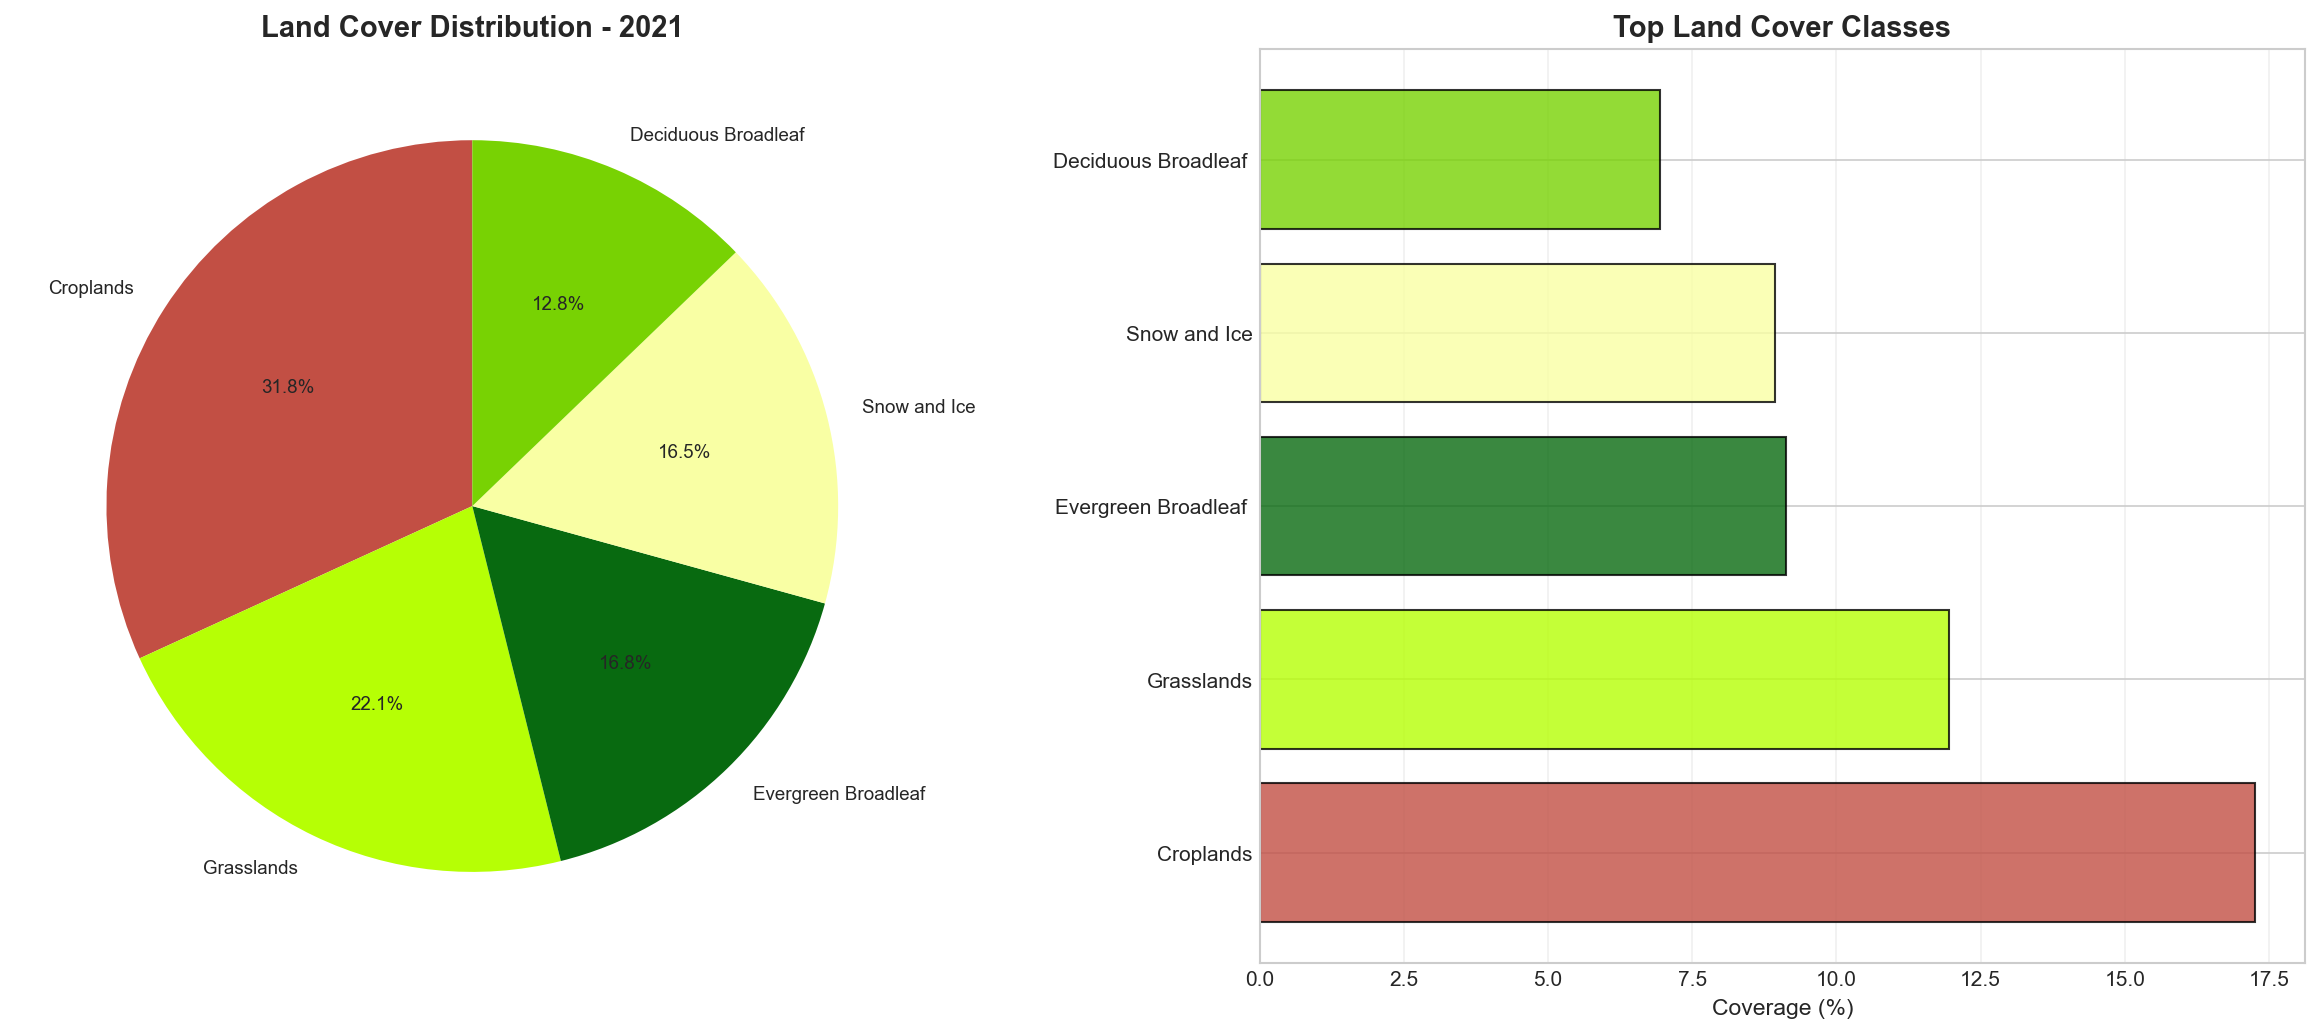 Land Cover Distribution - 2021
Deciduous Broadleaf
Croplands
12.8%
31.8%
Snow and Ice
16.5%
16.8%
22.1%
Evergreen Broadleaf
Grasslands
Top Land Cover Classes
Deciduous Broadleaf
Snow and Ice
Evergreen Broadleaf
Grasslands
Croplands
0.0 2.5 5.0 7.5 10.0 12.5 15.0 17.5
Coverage (%)